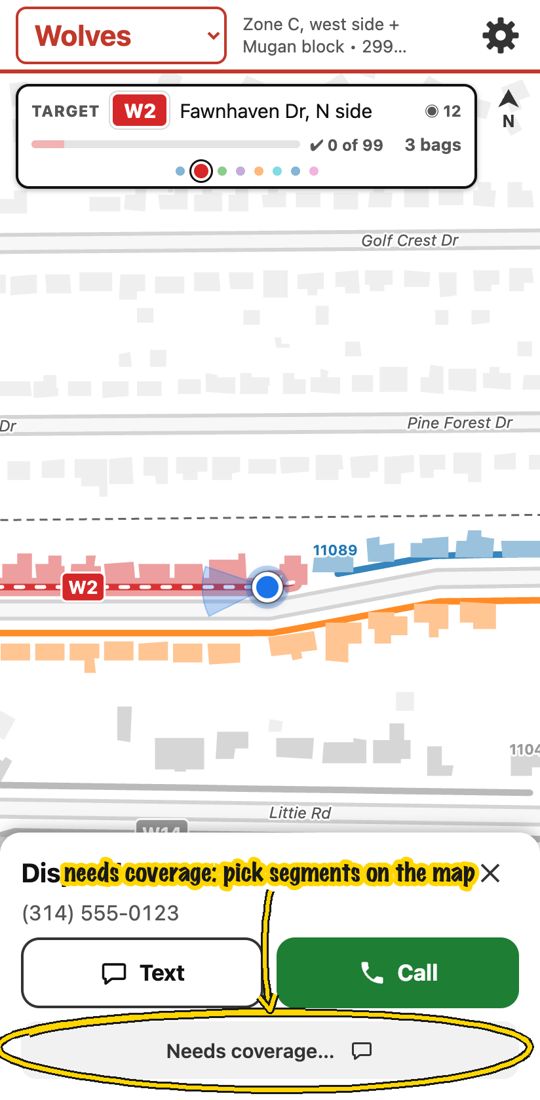 Wolves
Zone C, west side +
Mugan block • 299...
TARGET W2 Fawnhaven Dr, N side 12
✔ 0 of 99 3 bags
N
Golf Crest Dr
Dr
Pine Forest Dr
11089
W2
1104
Littie Rd
W14
Dis
needs coverage: pick segments on the map
(314) 555-0123
Text
Call
Needs coverage...